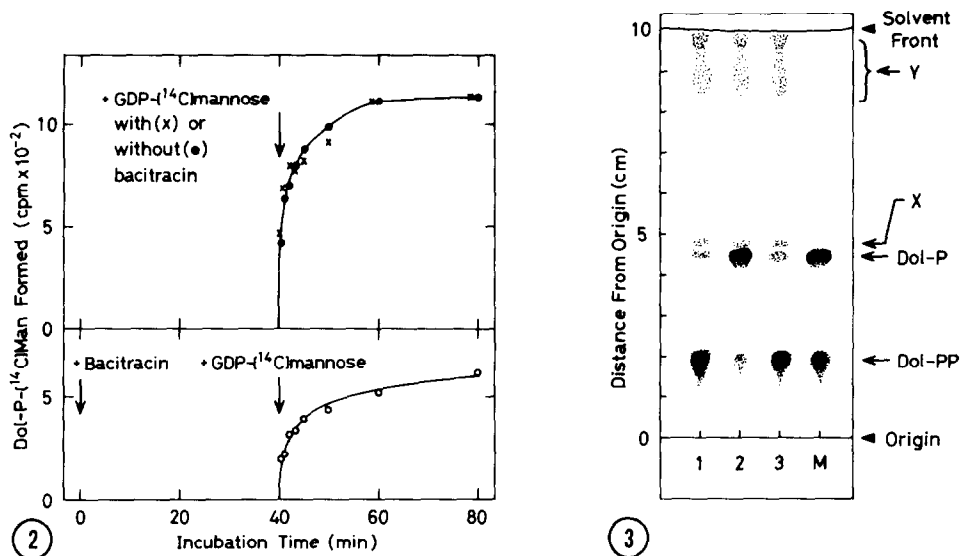 Dol-P-(¹⁴C)Man Formed (cpm x 10⁻²)
10
5
0
+ GDP-(¹⁴C)mannose
with (x) or
without (●)
bacitracin
5
0
+ Bacitracin
+ GDP-(¹⁴C)mannose
0 20 40 60 80
Incubation Time (min)
2
Distance From Origin (cm)
10
5
0
Solvent
Front
Y
X
Dol-P
Dol-PP
Origin
1 2 3 M
3